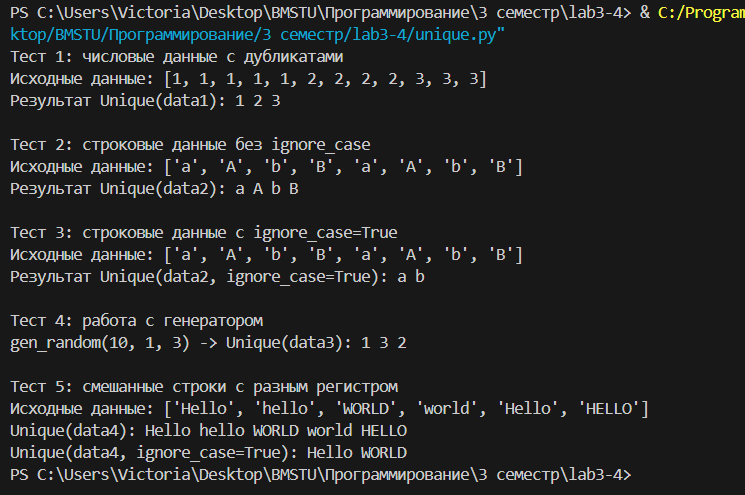 PS C:\Users\Victoria\Desktop\BMSTU\Программирование\3 семестр\lab3-4> & C:/Program
ktop/BMSTU/Программирование/3 семестр/lab3-4/unique.py"
Тест 1: числовые данные с дубликатами
Исходные данные: [1, 1, 1, 1, 1, 2, 2, 2, 2, 3, 3, 3]
Результат Unique(data1): 1 2 3
Тест 2: строковые данные без ignore_case
Исходные данные: ['a', 'A', 'b', 'B', 'a', 'A', 'b', 'B']
Результат Unique(data2): a A b B
Тест 3: строковые данные с ignore_case=True
Исходные данные: ['a', 'A', 'b', 'B', 'a', 'A', 'b', 'B']
Результат Unique(data2, ignore_case=True): a b
Тест 4: работа с генератором
gen_random(10, 1, 3) -> Unique(data3): 1 3 2
Тест 5: смешанные строки с разным регистром
Исходные данные: ['Hello', 'hello', 'WORLD', 'world', 'Hello', 'HELLO']
Unique(data4): Hello hello WORLD world HELLO
Unique(data4, ignore_case=True): Hello WORLD
PS C:\Users\Victoria\Desktop\BMSTU\Программирование\3 семестр\lab3-4>